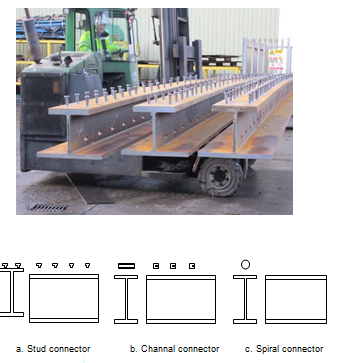 a. Stud connector
b. Channal connector
c. Spiral connector